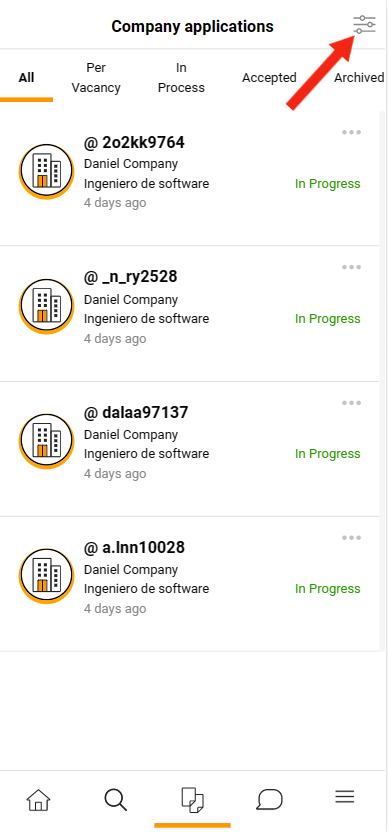 Company applications
All
Per
Vacancy
In
Process
Accepted
Archived
@ 2o2kk9764
Daniel Company
Ingeniero de software
In Progress
4 days ago
@ _n_ry2528
Daniel Company
Ingeniero de software
In Progress
4 days ago
@ dalaa97137
Daniel Company
Ingeniero de software
In Progress
4 days ago
@ a.lnn10028
Daniel Company
Ingeniero de software
In Progress
4 days ago